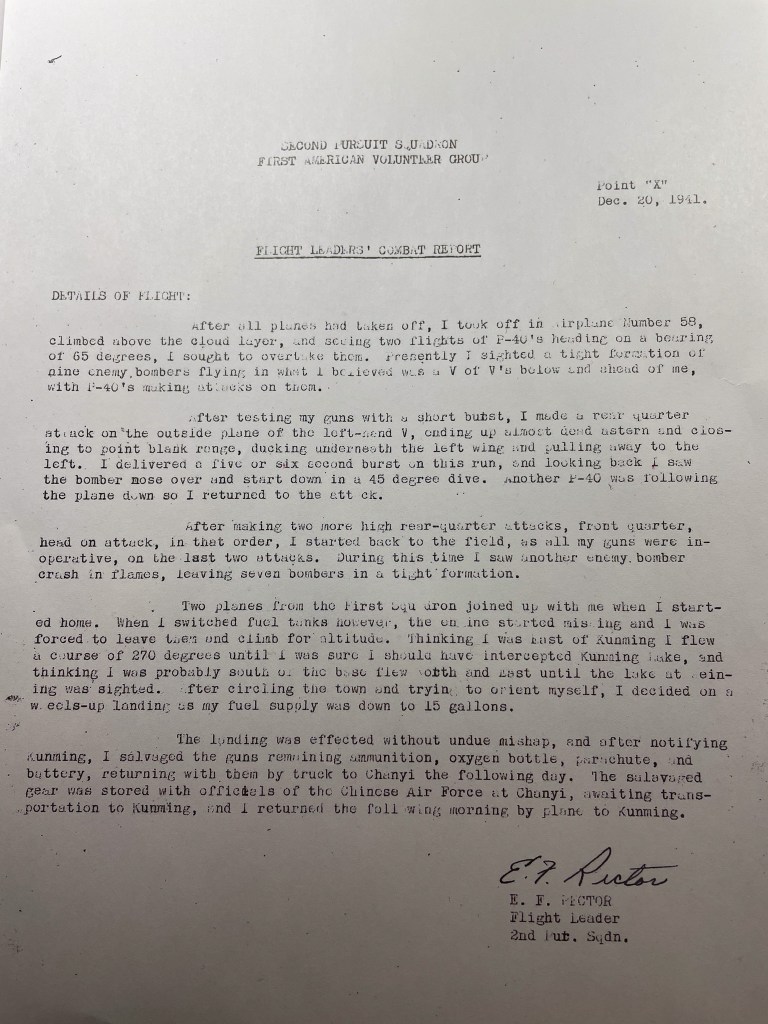 SECOND PURSUIT SQUADRON
FIRST AMERICAN VOLUNTEER GROUP
Point "X"
Dec. 20, 1941.
FLIGHT LEADERS' COMBAT REPORT
DETAILS OF FLIGHT:
After all planes had taken off, I took off in airplane Number 58,
climbed above the cloud layer, and seeing two flights of P-40's heading on a bearing
of 65 degrees, I sought to overtake them. Presently I sighted a tight formation of
nine enemy bombers flying in what I believed was a V of V's below and ahead of me,
with P-40's making attacks on them.
After testing my guns with a short burst, I made a rear quarter
attack on the outside plane of the left-hand V, ending up almost dead astern and clos-
ing to point blank range, ducking underneath the left wing and pulling away to the
left. I delivered a five or six second burst on this run, and looking back I saw
the bomber nose over and start down in a 45 degree dive. Another P-40 was following
the plane down so I returned to the attack.
After making two more high rear-quarter attacks, front quarter,
head on attack, in that order, I started back to the field, as all my guns were in-
operative, on the last two attacks. During this time I saw another enemy bomber
crash in flames, leaving seven bombers in a tight formation.
Two planes from the First Squadron joined up with me when I start-
ed home. When I switched fuel tanks however, the engine started missing and I was
forced to leave them and climb for altitude. Thinking I was East of Kunming I flew
a course of 270 degrees until I was sure I should have intercepted Kunming Lake, and
thinking I was probably south of the base flew North and East until the lake at
ing was sighted. After circling the town and trying to orient myself, I decided on a
wheels-up landing as my fuel supply was down to 15 gallons.
The landing was effected without undue mishap, and after notifying
Kunming, I salvaged the guns remaining ammunition, oxygen bottle, parachute, and
battery, returning with them by truck to Chanyi the following day. The salavaged
gear was stored with officials of the Chinese Air Force at Chanyi, awaiting trans-
portation to Kunming, and I returned the following morning by plane to Kunming.
E. F. Rector
E. F. RECTOR
Flight Leader
2nd Pur. Sqdn.